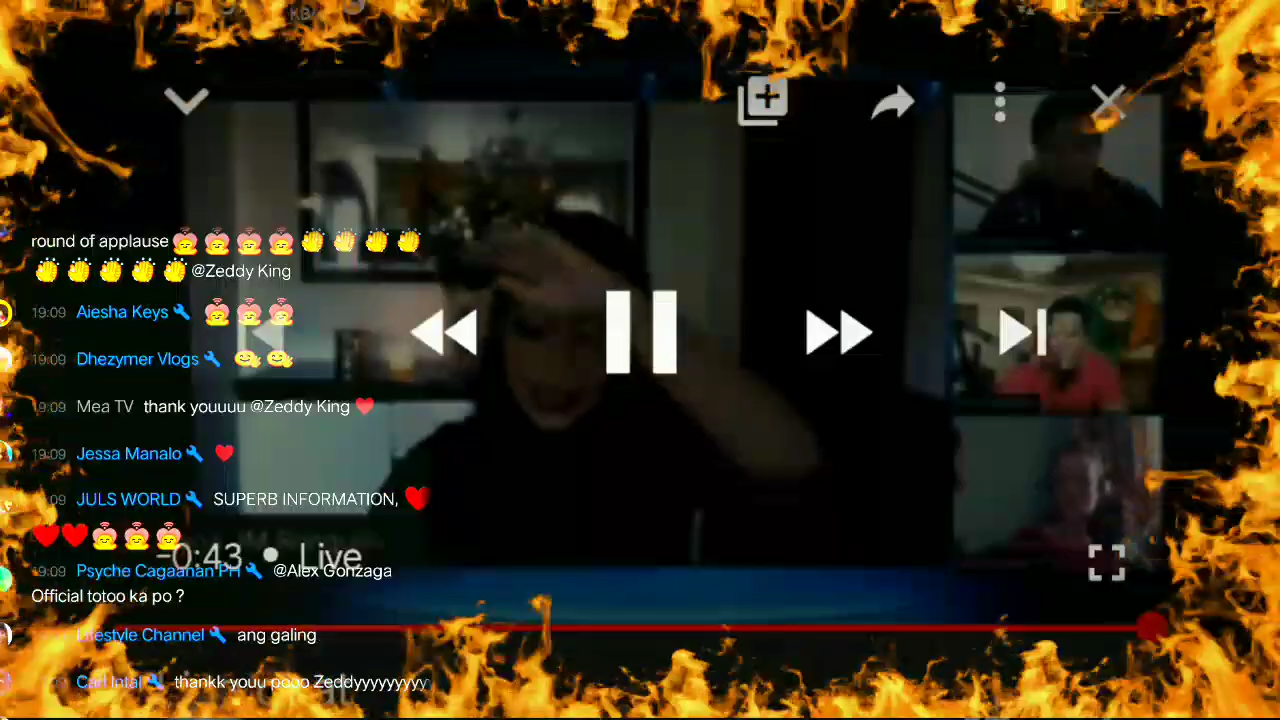 round of applause 🙇🙇🙇🙇👏👏👏👏
👏👏👏👏👏 @Zeddy King
19:09 Aiesha Keys
19:09 Dhezymer Vlogs
19:09 Mea TV thank youuuu @Zeddy King ❤️
19:09 Jessa Manalo ❤️
19:09 JULS WORLD SUPERB INFORMATION, ❤️
❤️❤️
-0:43 • Live
19:09 Psyche Cagaanan PH @Alex Gonzaga
Official totoo ka po ?
Lifestyle Channel ang galing
Carl Intal thankk youu pooo Zeddyyyyyyyyy